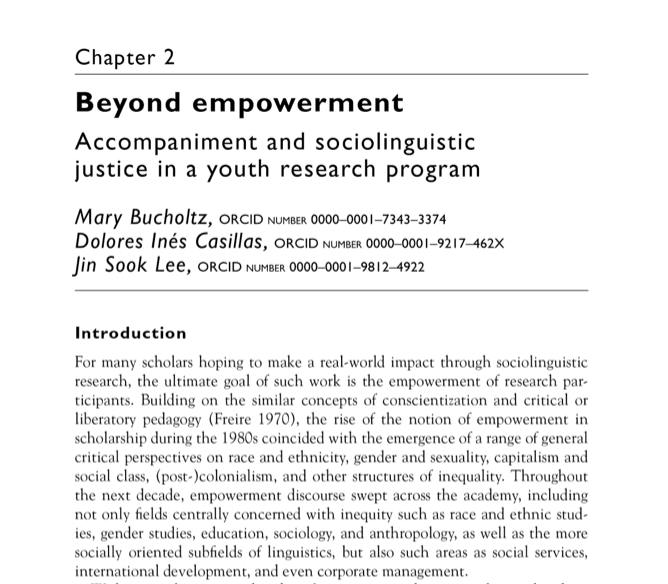 Chapter 2
Beyond empowerment
Accompaniment and sociolinguistic
justice in a youth research program
Mary Bucholtz, ORCID NUMBER 0000–0001–7343–3374
Dolores Inés Casillas, ORCID NUMBER 0000–0001–9217–462X
Jin Sook Lee, ORCID NUMBER 0000–0001–9812–4922
Introduction
For many scholars hoping to make a real-world impact through sociolinguistic
research, the ultimate goal of such work is the empowerment of research par-
ticipants. Building on the similar concepts of conscientization and critical or
liberatory pedagogy (Freire 1970), the rise of the notion of empowerment in
scholarship during the 1980s coincided with the emergence of a range of general
critical perspectives on race and ethnicity, gender and sexuality, capitalism and
social class, (post-)colonialism, and other structures of inequality. Throughout
the next decade, empowerment discourse swept across the academy, including
not only fields centrally concerned with inequity such as race and ethnic stud-
ies, gender studies, education, sociology, and anthropology, as well as the more
socially oriented subfields of linguistics, but also such areas as social services,
international development, and even corporate management.